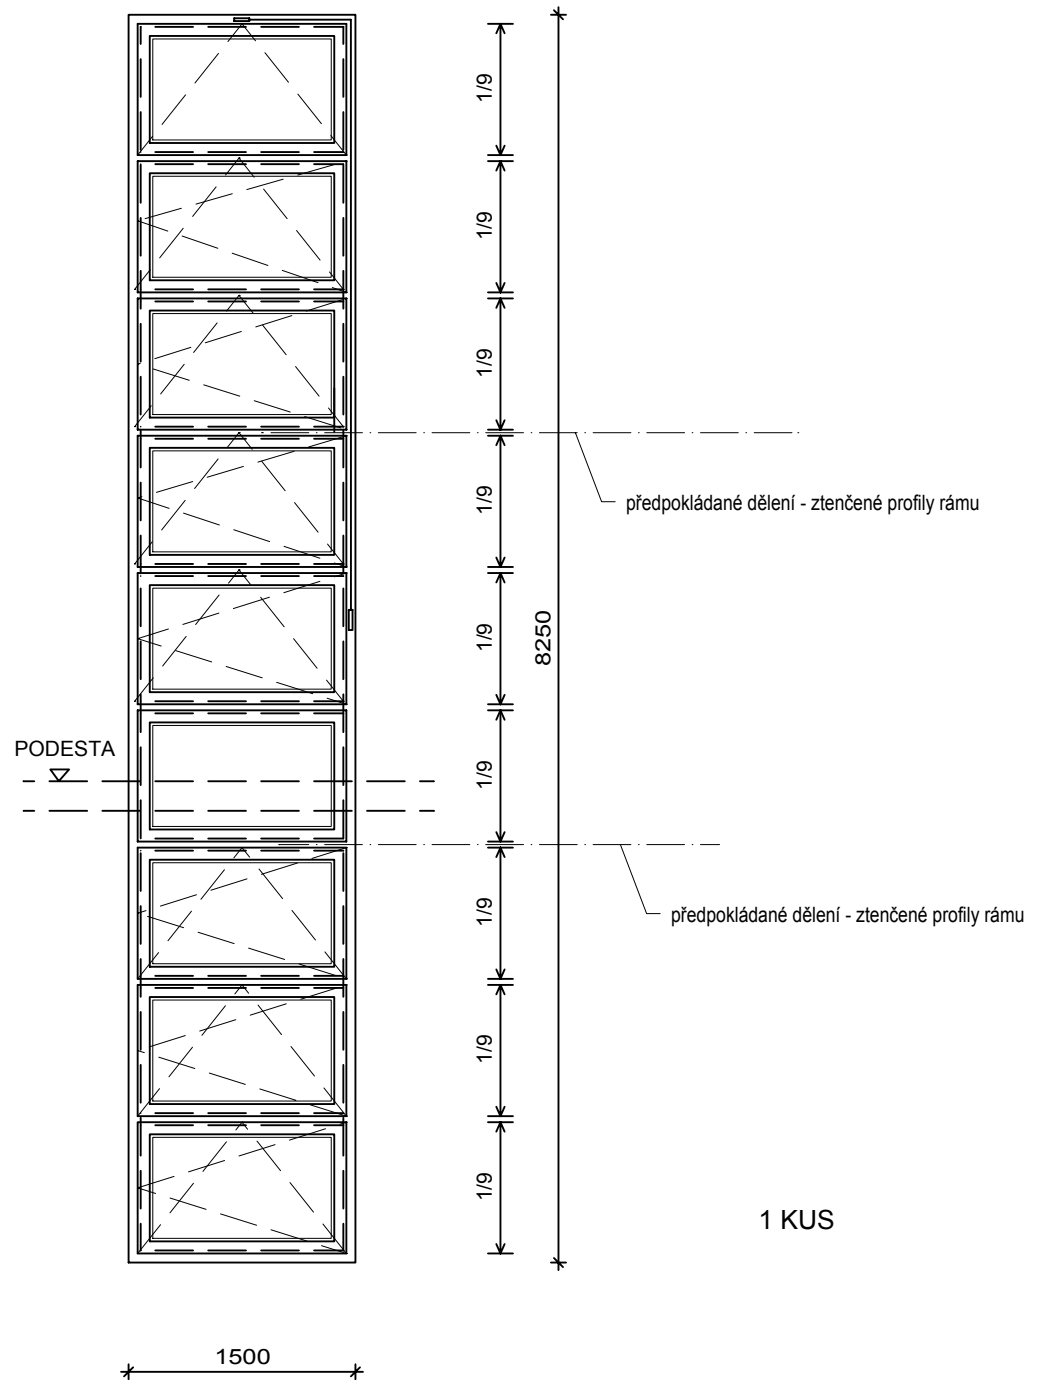 1/9
1/9
1/9
1/9
předpokládané dělení - ztenčené profily rámu
1/9
8250
PODESTA
1/9
1/9
předpokládané dělení - ztenčené profily rámu
1/9
1/9
1 KUS
1500